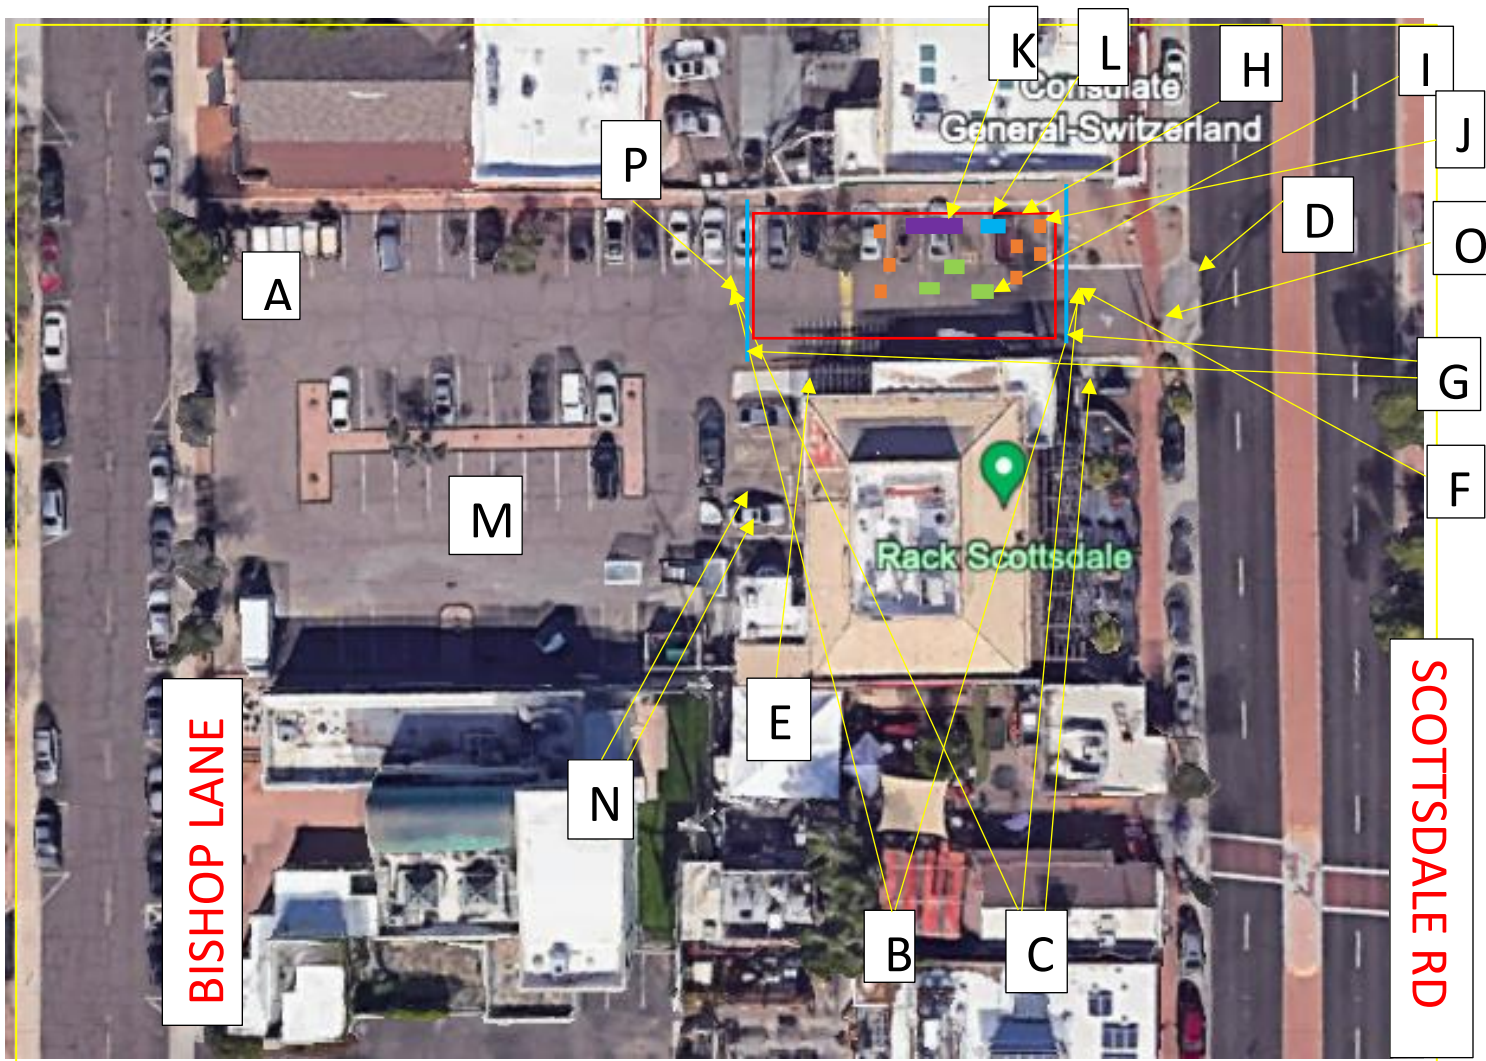 K
L
H
I
J
Consulate
General-Switzerland
P
D
O
A
G
F
M
Rack Scottsdale
E
N
B
C
BISHOP LANE
SCOTTSDALE RD